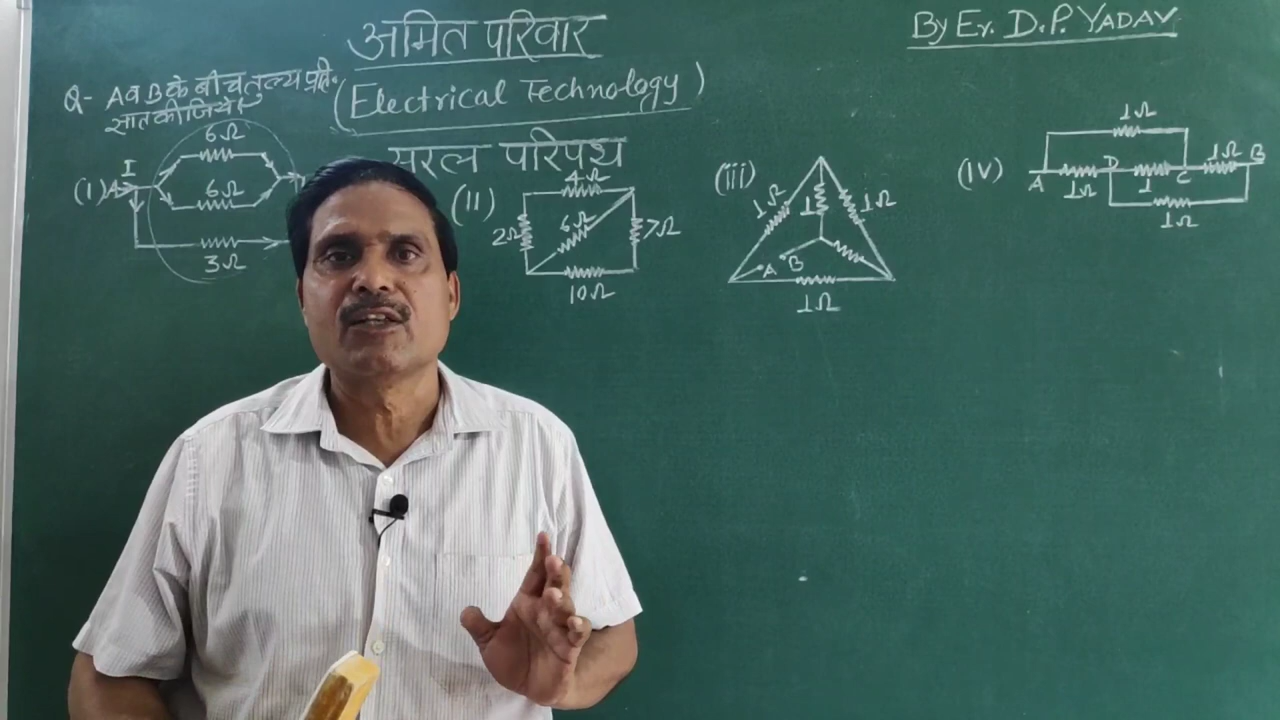 अमित परिवार
By Er. D.P. YADAV
Q- A व B के बीच तुल्य प्रति.
ज्ञात कीजिये।
(Electrical Technology)
सरल परिपथ
(I)
A
I
6Ω
6Ω
3Ω
(II)
4Ω
2Ω
6Ω
7Ω
10Ω
(iii)
1Ω
1
1Ω
A
B
1Ω
(IV)
1Ω
A
1Ω
D
1
C
1Ω
B
1Ω